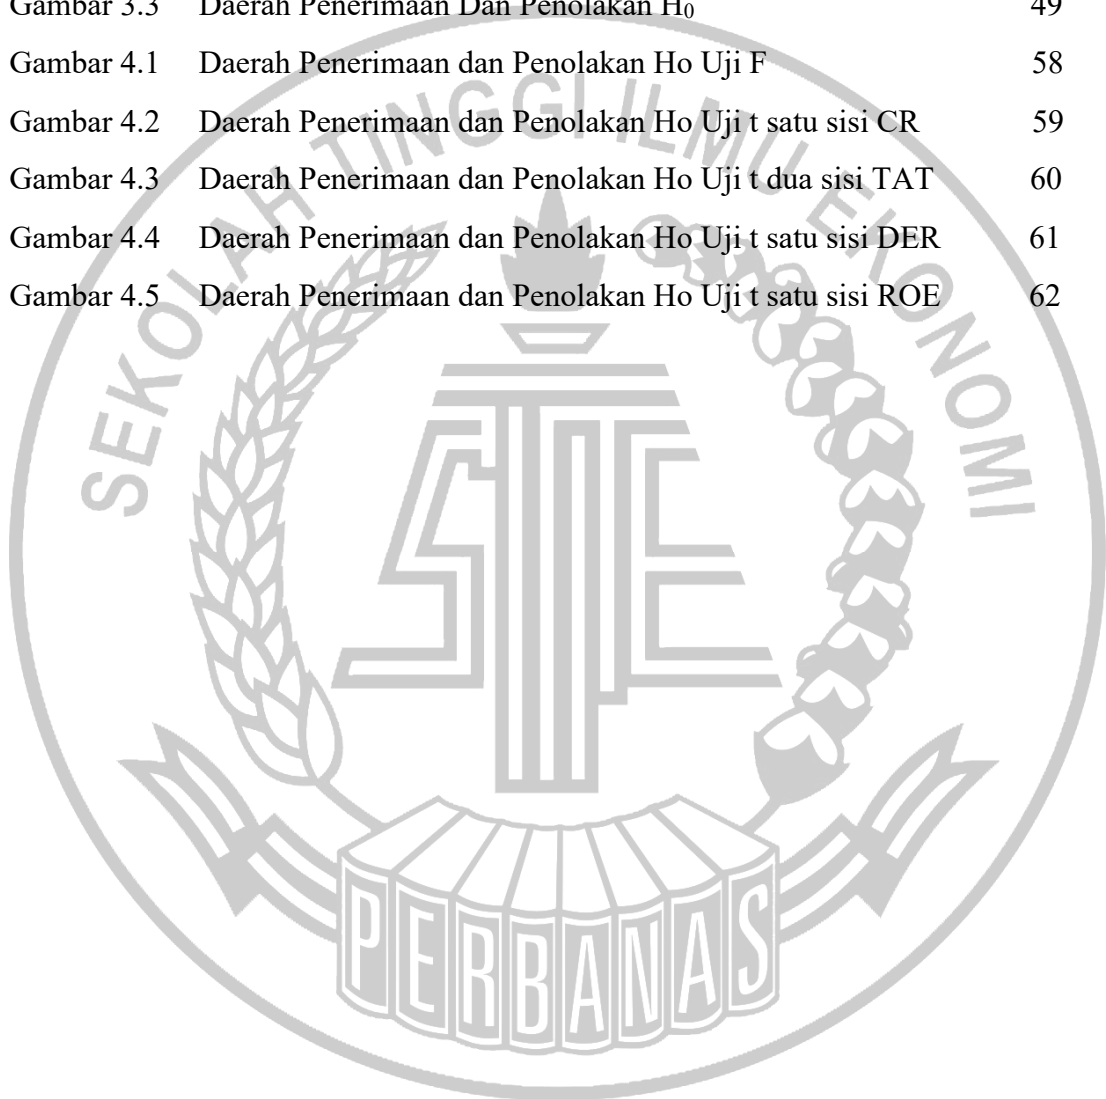 Gambar 3.3 Daerah Penerimaan Dan Penolakan H₀ 49
Gambar 4.1 Daerah Penerimaan dan Penolakan Ho Uji F 58
Gambar 4.2 Daerah Penerimaan dan Penolakan Ho Uji t satu sisi CR 59
Gambar 4.3 Daerah Penerimaan dan Penolakan Ho Uji t dua sisi TAT 60
Gambar 4.4 Daerah Penerimaan dan Penolakan Ho Uji t satu sisi DER 61
Gambar 4.5 Daerah Penerimaan dan Penolakan Ho Uji t satu sisi ROE 62
SEKOLAH TINGGI ILMU EKONOMI
STIE
PERBANAS